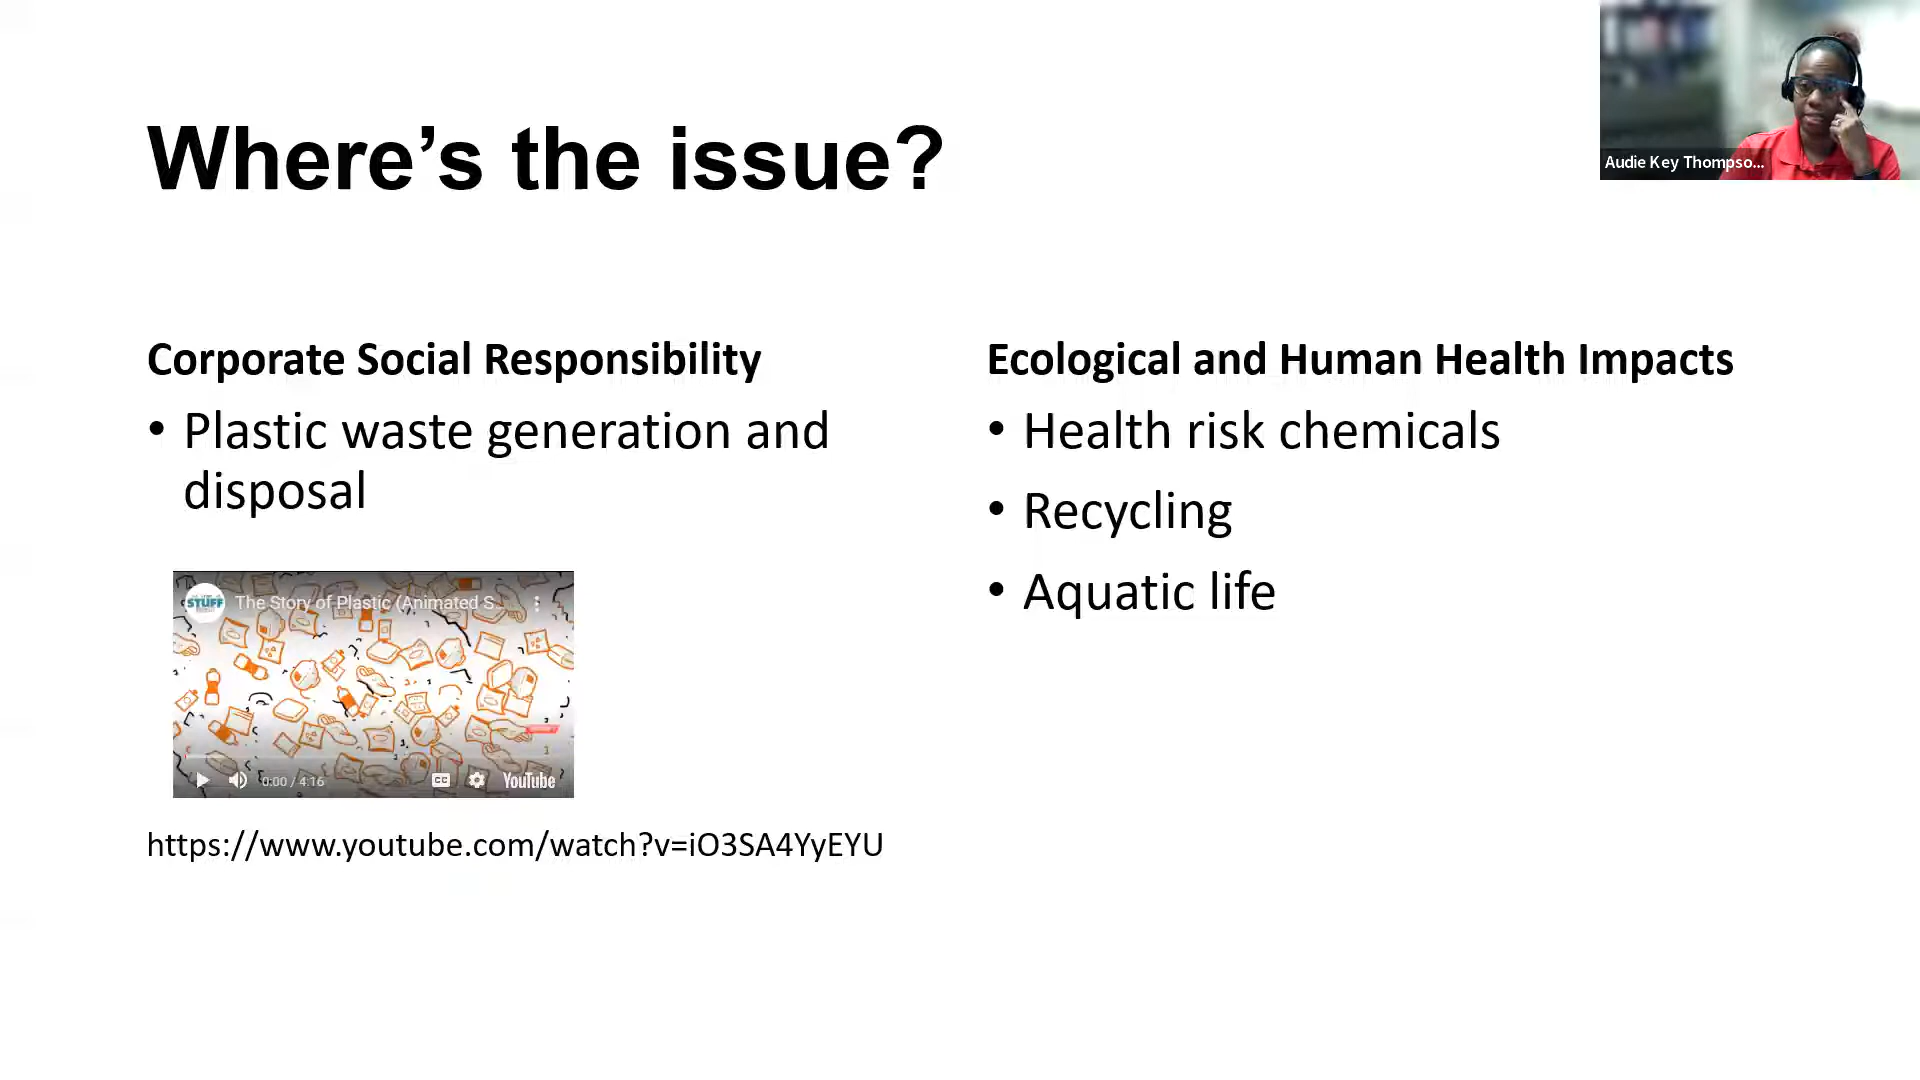 Where’s the issue?
Audie Key Thompso...
Corporate Social Responsibility
• Plastic waste generation and
disposal
STUFF
The Story of Plastic (Animated S...
0:00 / 4:16
CC
YouTube
https://www.youtube.com/watch?v=iO3SA4YyEYU
Ecological and Human Health Impacts
• Health risk chemicals
• Recycling
• Aquatic life